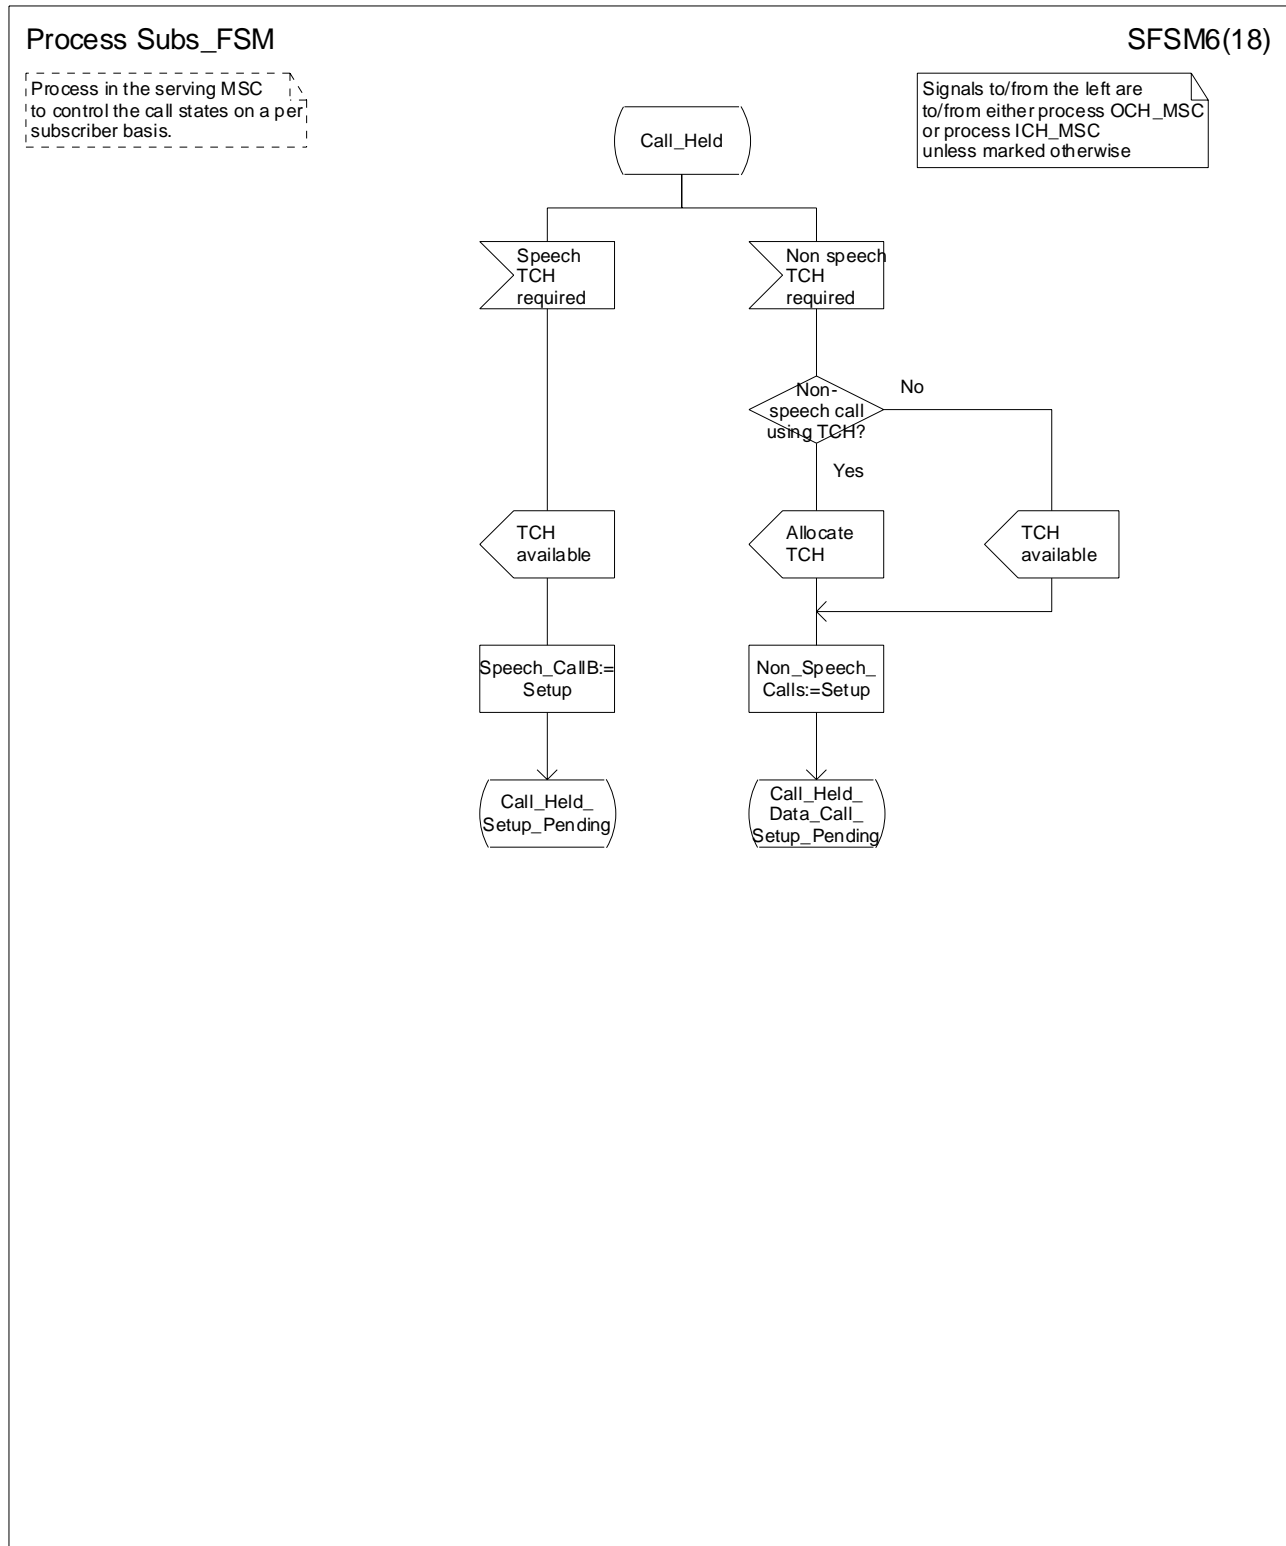 Process Subs_FSM
SFSM6(18)
Process in the serving MSC
to control the call states on a per
subscriber basis.
Signals to/from the left are
to/from either process OCH_MSC
or process ICH_MSC
unless marked otherwise
Call_Held
Speech
TCH
required
Non speech
TCH
required
Non-
speech call
using TCH?
No
Yes
TCH
available
Allocate
TCH
TCH
available
Speech_CallB:=
Setup
Non_Speech_
Calls:=Setup
Call_Held_
Setup_Pending
Call_Held_
Data_Call_
Setup_Pending